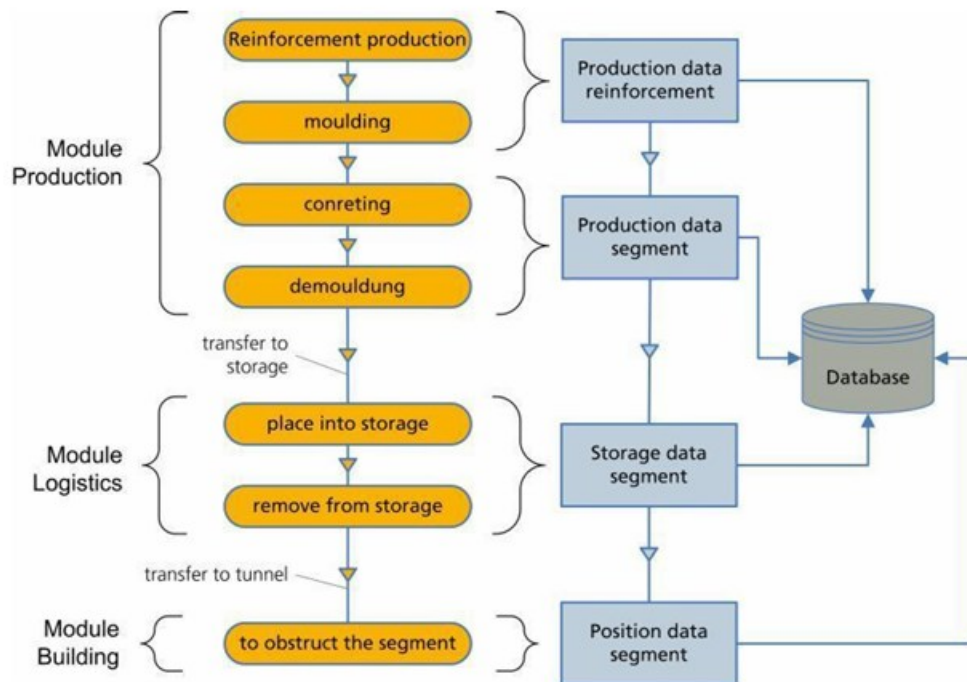 Reinforcement production
moulding
conreting
demouldung
transfer to
storage
place into storage
remove from storage
transfer to tunnel
to obstruct the segment
Module
Production
Module
Logistics
Module
Building
Production data
reinforcement
Production data
segment
Storage data
segment
Position data
segment
Database